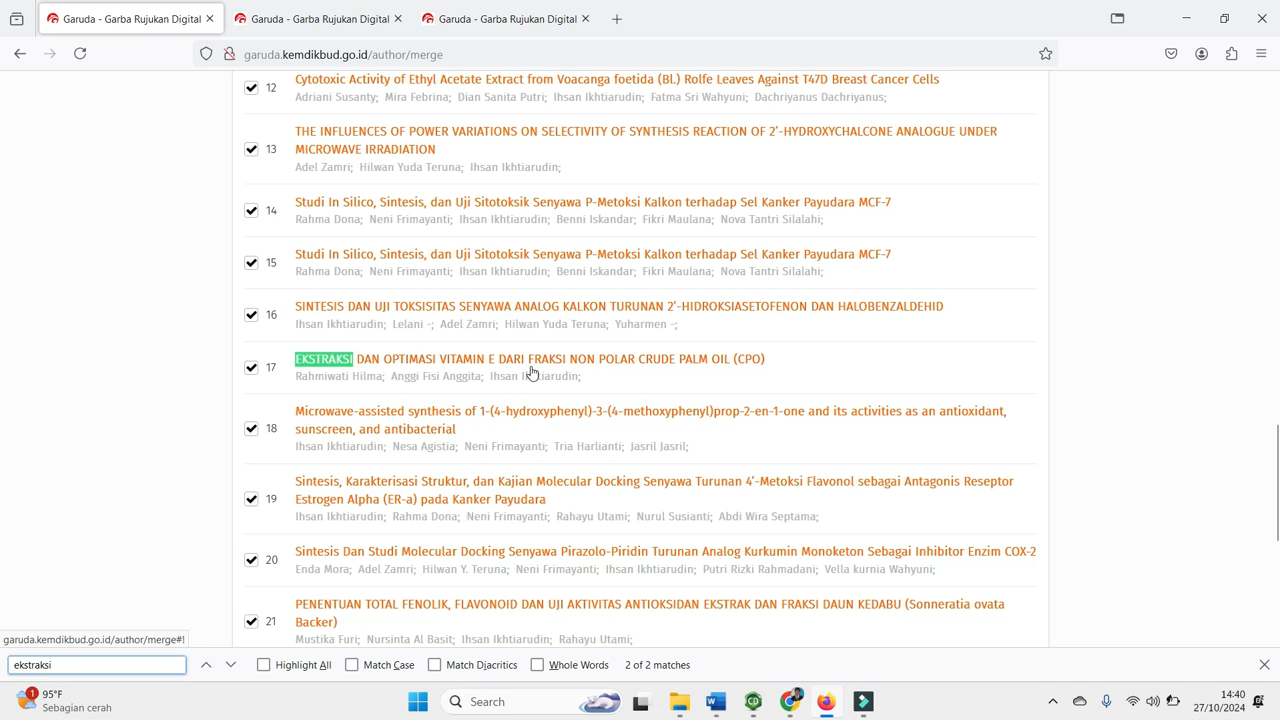 Garuda - Garba Rujukan Digital
Garuda - Garba Rujukan Digital
Garuda - Garba Rujukan Digital
garuda.kemdikbud.go.id/author/merge
12 Cytotoxic Activity of Ethyl Acetate Extract from Voacanga foetida (Bl.) Rolfe Leaves Against T47D Breast Cancer Cells
Adriani Susanty; Mira Febrina; Dian Sanita Putri; Ihsan Ikhtiarudin; Fatma Sri Wahyuni; Dachriyanus Dachriyanus;
13 THE INFLUENCES OF POWER VARIATIONS ON SELECTIVITY OF SYNTHESIS REACTION OF 2’-HYDROXYCHALCONE ANALOGUE UNDER
MICROWAVE IRRADIATION
Adel Zamri; Hilwan Yuda Teruna; Ihsan Ikhtiarudin;
14 Studi In Silico, Sintesis, dan Uji Sitotoksik Senyawa P-Metoksi Kalkon terhadap Sel Kanker Payudara MCF-7
Rahma Dona; Neni Frimayanti; Ihsan Ikhtiarudin; Benni Iskandar; Fikri Maulana; Nova Tantri Silalahi;
15 Studi In Silico, Sintesis, dan Uji Sitotoksik Senyawa P-Metoksi Kalkon terhadap Sel Kanker Payudara MCF-7
Rahma Dona; Neni Frimayanti; Ihsan Ikhtiarudin; Benni Iskandar; Fikri Maulana; Nova Tantri Silalahi;
16 SINTESIS DAN UJI TOKSISITAS SENYAWA ANALOG KALKON TURUNAN 2’-HIDROKSIASETOFENON DAN HALOBENZALDEHID
Ihsan Ikhtiarudin; Lelani -; Adel Zamri; Hilwan Yuda Teruna; Yuharmen -;
17 EKSTRAKSI DAN OPTIMASI VITAMIN E DARI FRAKSI NON POLAR CRUDE PALM OIL (CPO)
Rahmiwati Hilma; Anggi Fisi Anggita; Ihsan Ikhtiarudin;
18 Microwave-assisted synthesis of 1-(4-hydroxyphenyl)-3-(4-methoxyphenyl)prop-2-en-1-one and its activities as an antioxidant,
sunscreen, and antibacterial
Ihsan Ikhtiarudin; Nesa Agistia; Neni Frimayanti; Tria Harlianti; Jasril Jasril;
19 Sintesis, Karakterisasi Struktur, dan Kajian Molecular Docking Senyawa Turunan 4’-Metoksi Flavonol sebagai Antagonis Reseptor
Estrogen Alpha (ER-a) pada Kanker Payudara
Ihsan Ikhtiarudin; Rahma Dona; Neni Frimayanti; Rahayu Utami; Nurul Susianti; Abdi Wira Septama;
20 Sintesis Dan Studi Molecular Docking Senyawa Pirazolo-Piridin Turunan Analog Kurkumin Monoketon Sebagai Inhibitor Enzim COX-2
Enda Mora; Adel Zamri; Hilwan Y. Teruna; Neni Frimayanti; Ihsan Ikhtiarudin; Putri Rizki Rahmadani; Vella kurnia Wahyuni;
21 PENENTUAN TOTAL FENOLIK, FLAVONOID DAN UJI AKTIVITAS ANTIOKSIDAN EKSTRAK DAN FRAKSI DAUN KEDABU (Sonneratia ovata
Backer)
Mustika Furi; Nursinta Al Basit; Ihsan Ikhtiarudin; Rahayu Utami;
garuda.kemdikbud.go.id/author/merge#!
ekstraksi Highlight All Match Case Match Diacritics Whole Words 2 of 2 matches
1 95°F
Sebagian cerah
Search
14:40
27/10/2024